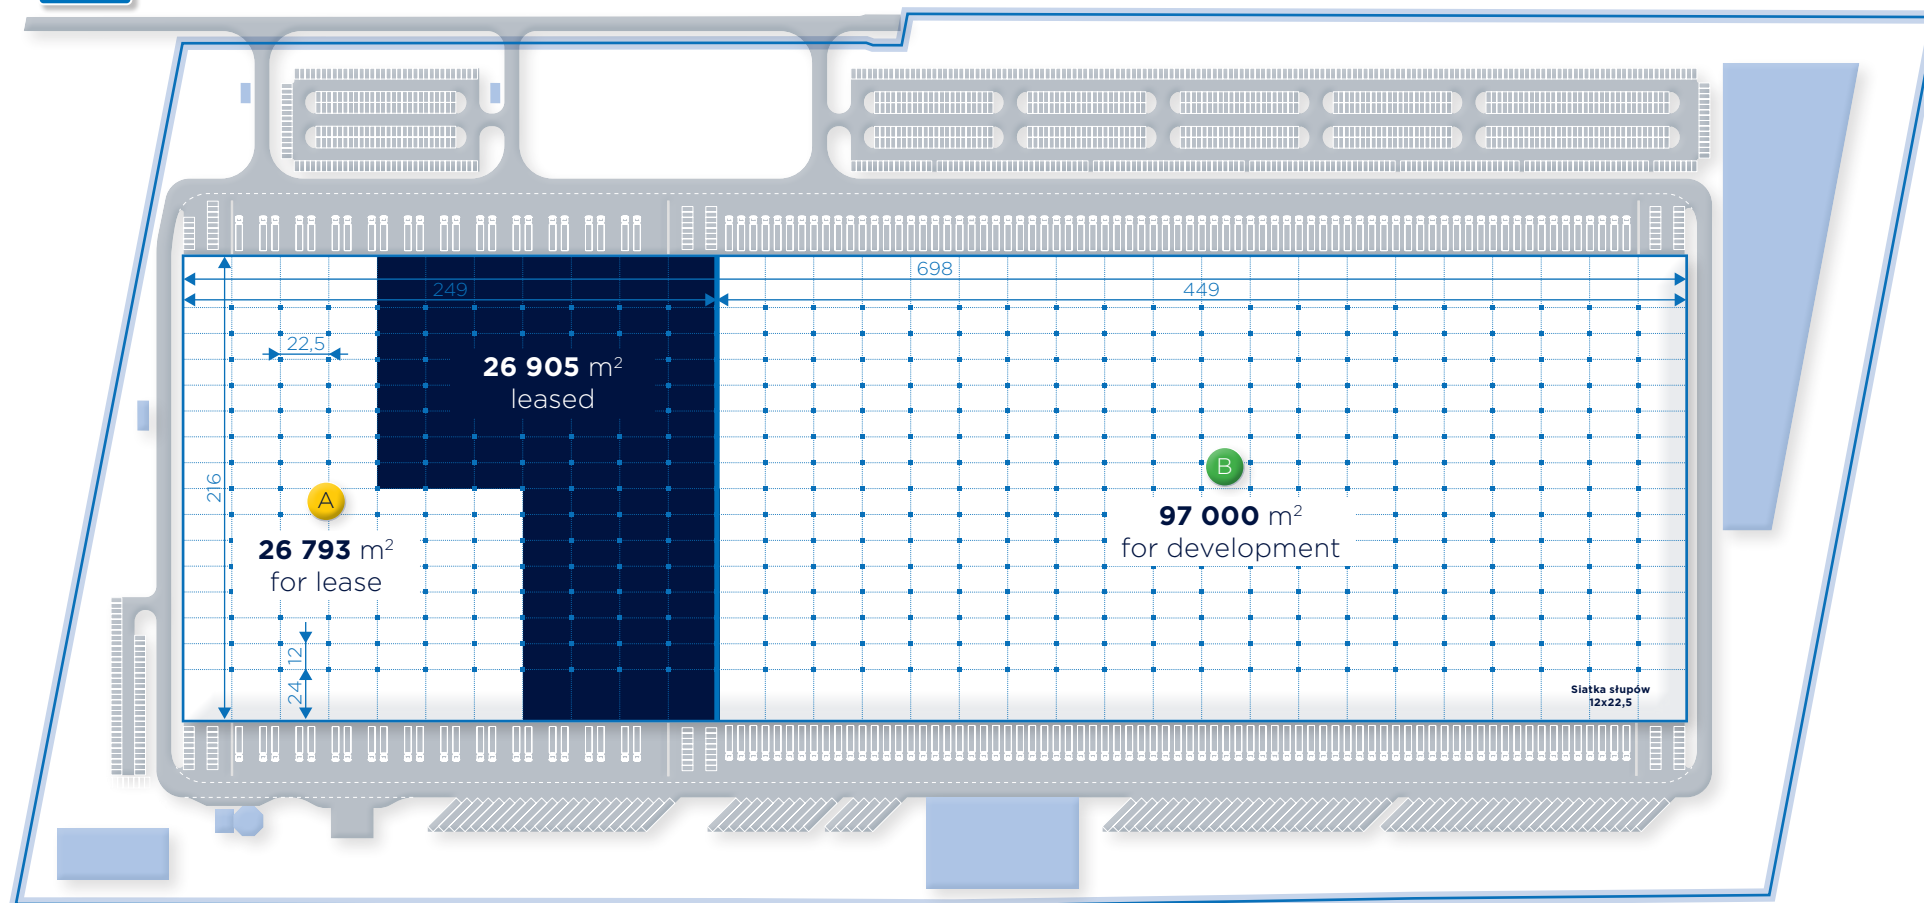 698
249
449
22,5
26 905 m²
leased
216
A
B
26 793 m²
for lease
97 000 m²
for development
12
24
Siatka słupów
12x22,5